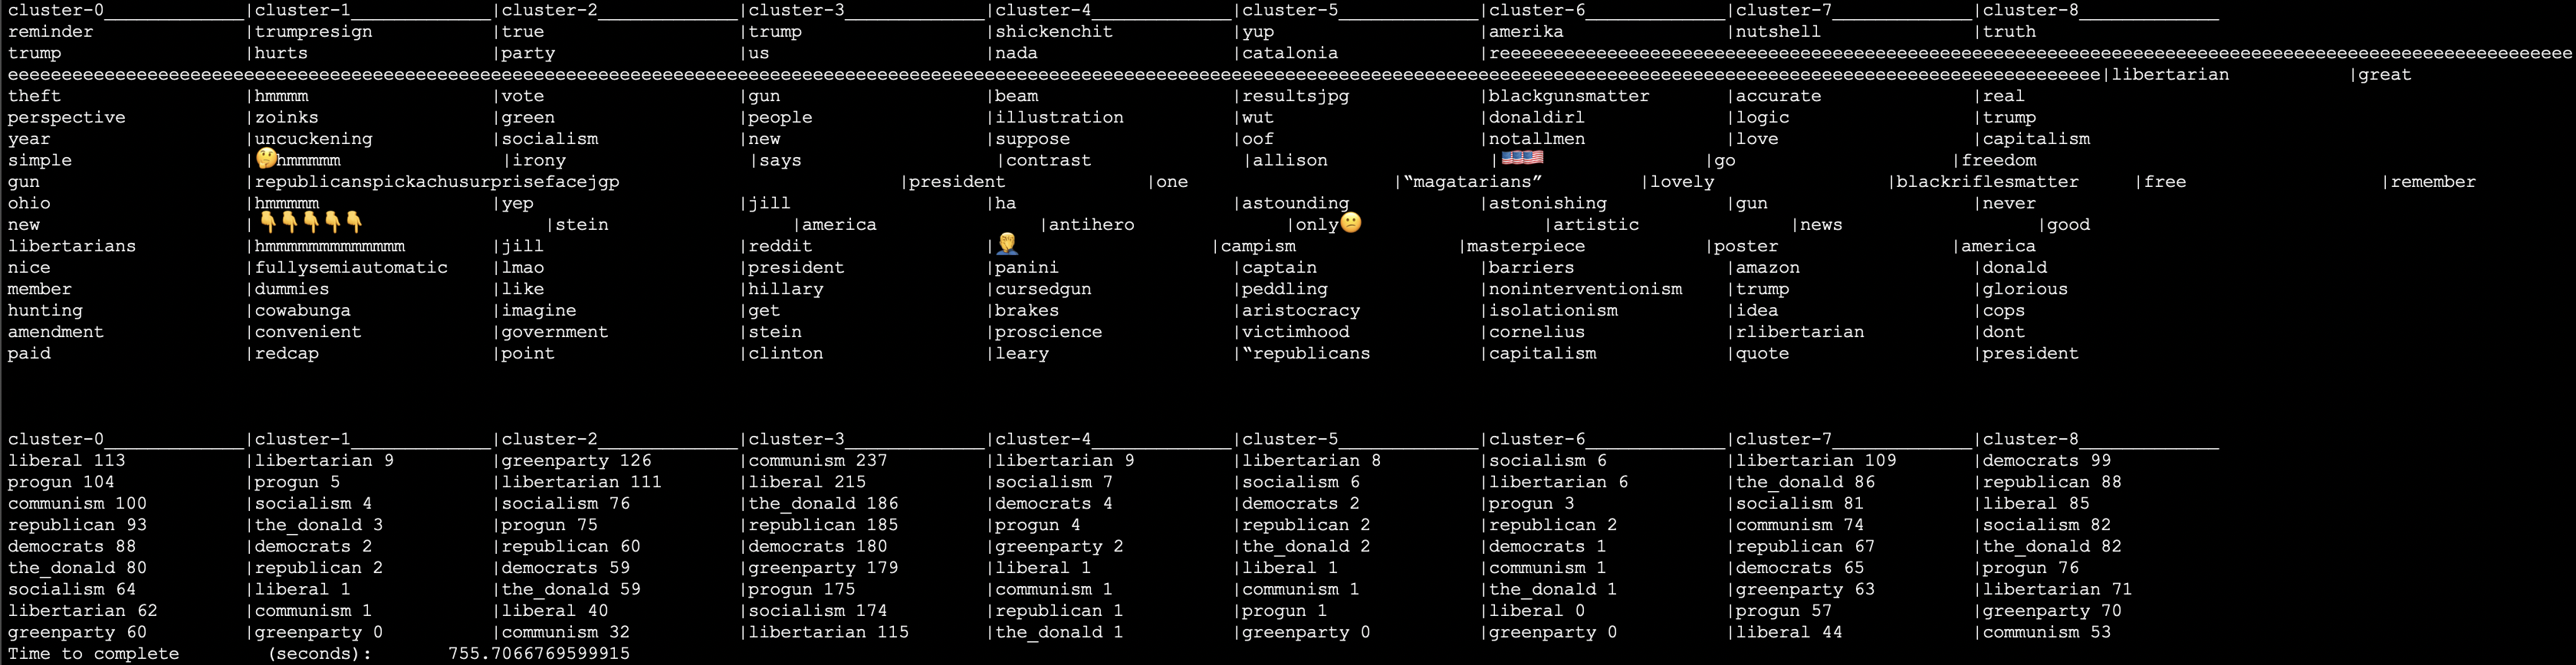 cluster-0_____________|cluster-1_____________|cluster-2_____________|cluster-3_____________|cluster-4_____________|cluster-5_____________|cluster-6_____________|cluster-7_____________|cluster-8_____________
reminder |trumpresign |true |trump |shickenchit |yup |amerika |nutshell |truth
trump |hurts |party |us |nada |catalonia |reeeeeeeeeeeeeeeeeeeeeeeeeeeeeeeeeeeeeeeeeeeeeeeeeeeeeeeeeeeeeeeeeeeeeeeeeeeeeeeeeeeeeeeeeeeeeeeeeeee
eeeeeeeeeeeeeeeeeeeeeeeeeeeeeeeeeeeeeeeeeeeeeeeeeeeeeeeeeeeeeeeeeeeeeeeeeeeeeeeeeeeeeeeeeeeeeeeeeeeeeeeeeeeeeeeeeeeeeeeeeeeeeeeeeeeeeeeeeeeeeeeeeeeeeeeeeeeeeeeeeeeeeeeeeeeeeeeeeeeeeeeeeeeeeee|libertarian |great
theft |hmmmm |vote |gun |beam |resultsjpg |blackgunsmatter |accurate |real
perspective |zoinks |green |people |illustration |wut |donaldirl |logic |trump
year |uncuckening |socialism |new |suppose |oof |notallmen |love |capitalism
simple |🤔hmmmmm |irony |says |contrast |allison |🇺🇸🇺🇸🇺🇸 |go |freedom
gun |republicanspickachusurprisefacejgp |president |one |“magatarians” |lovely |blackriflesmatter |free |remember
ohio |hmmmmm |yep |jill |ha |astounding |astonishing |gun |never
new |👇👇👇👇👇 |stein |america |antihero |only😕 |artistic |news |good
libertarians |hmmmmmmmmmmmmm |jill |reddit |🤦‍♂️ |campism |masterpiece |poster |america
nice |fullysemiautomatic |lmao |president |panini |captain |barriers |amazon |donald
member |dummies |like |hillary |cursedgun |peddling |noninterventionism |trump |glorious
hunting |cowabunga |imagine |get |brakes |aristocracy |isolationism |idea |cops
amendment |convenient |government |stein |proscience |victimhood |cornelius |rlibertarian |dont
paid |redcap |point |clinton |leary |“republicans |capitalism |quote |president
cluster-0_____________|cluster-1_____________|cluster-2_____________|cluster-3_____________|cluster-4_____________|cluster-5_____________|cluster-6_____________|cluster-7_____________|cluster-8_____________
liberal 113 |libertarian 9 |greenparty 126 |communism 237 |libertarian 9 |libertarian 8 |socialism 6 |libertarian 109 |democrats 99
progun 104 |progun 5 |libertarian 111 |liberal 215 |socialism 7 |socialism 6 |libertarian 6 |the_donald 86 |republican 88
communism 100 |socialism 4 |socialism 76 |the_donald 186 |democrats 4 |democrats 2 |progun 3 |socialism 81 |liberal 85
republican 93 |the_donald 3 |progun 75 |republican 185 |progun 4 |republican 2 |republican 2 |communism 74 |socialism 82
democrats 88 |democrats 2 |republican 60 |democrats 180 |greenparty 2 |the_donald 2 |democrats 1 |republican 67 |the_donald 82
the_donald 80 |republican 2 |democrats 59 |greenparty 179 |liberal 1 |liberal 1 |communism 1 |democrats 65 |progun 76
socialism 64 |liberal 1 |the_donald 59 |progun 175 |communism 1 |communism 1 |the_donald 1 |greenparty 63 |libertarian 71
libertarian 62 |communism 1 |liberal 40 |socialism 174 |republican 1 |progun 1 |liberal 0 |progun 57 |greenparty 70
greenparty 60 |greenparty 0 |communism 32 |libertarian 115 |the_donald 1 |greenparty 0 |greenparty 0 |liberal 44 |communism 53
Time to complete (seconds): 755.7066769599915